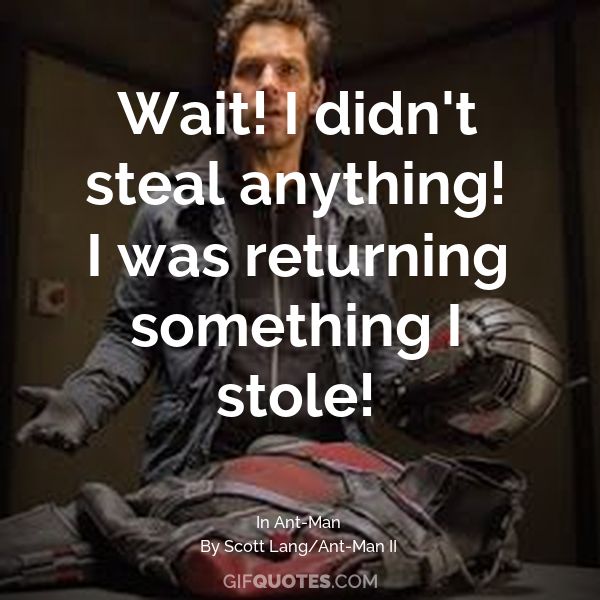 Wait! I didn't
steal anything!
I was returning
something I
stole!
In Ant-Man
By Scott Lang/Ant-Man II
GIFQUOTES.COM